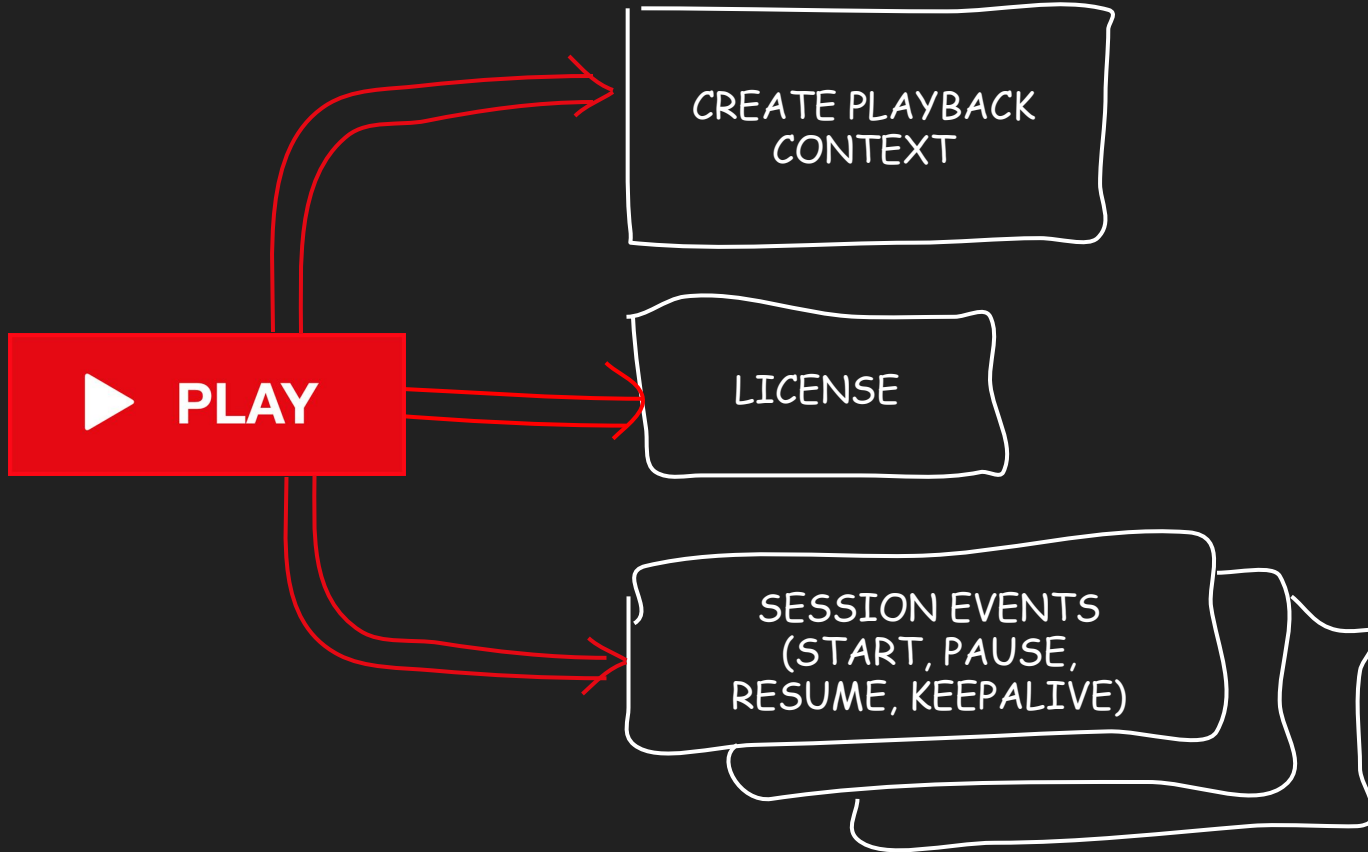 CREATE PLAYBACK
CONTEXT
PLAY
LICENSE
SESSION EVENTS
(START, PAUSE,
RESUME, KEEPALIVE)